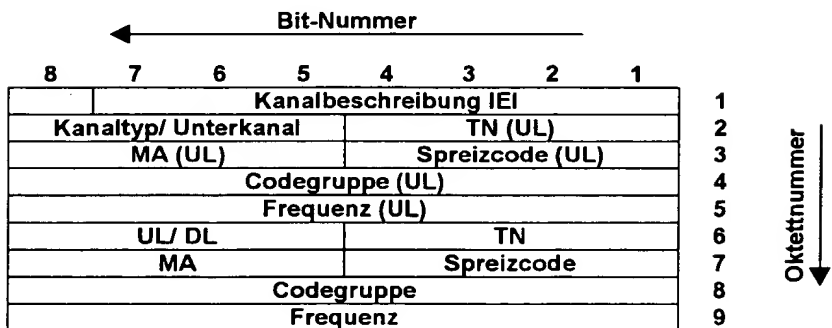 Bit-Nummer
8 7 6 5 4 3 2 1
Kanalbeschreibung IEI 1
Kanaltyp/ Unterkanal TN (UL) 2
MA (UL) Spreizcode (UL) 3
Codegruppe (UL) 4
Frequenz (UL) 5
UL/ DL TN 6
MA Spreizcode 7
Codegruppe 8
Frequenz 9
Oktettnummer